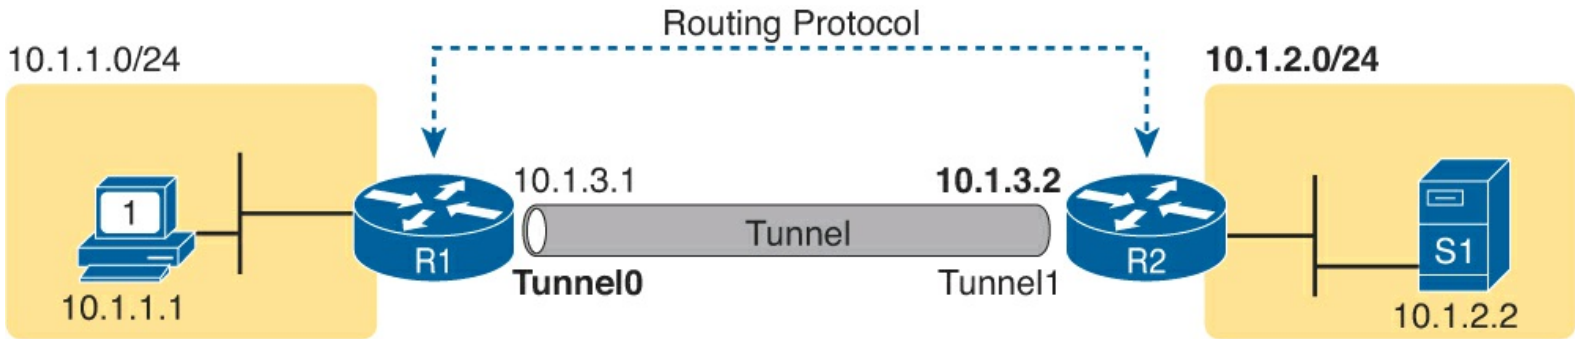 Routing Protocol
10.1.1.0/24
10.1.2.0/24
10.1.3.1
10.1.3.2
1
Tunnel
R1
R2
S1
Tunnel0
Tunnel1
10.1.1.1
10.1.2.2